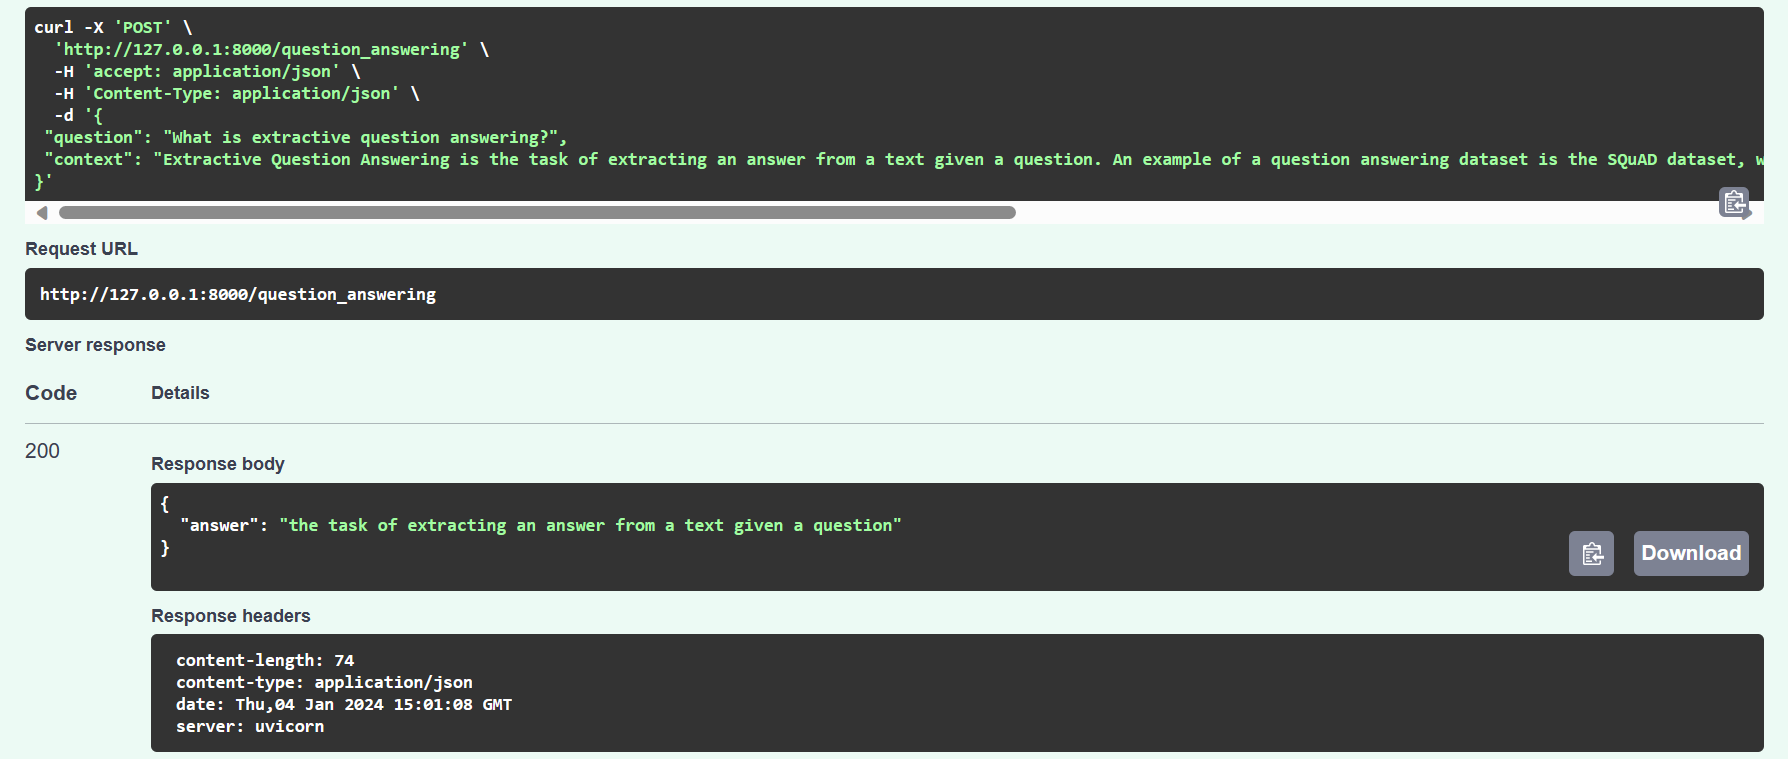 curl -X 'POST' \
  'http://127.0.0.1:8000/question_answering' \
  -H 'accept: application/json' \
  -H 'Content-Type: application/json' \
  -d '{
 "question": "What is extractive question answering?",
 "context": "Extractive Question Answering is the task of extracting an answer from a text given a question. An example of a question answering dataset is the SQuAD dataset, w
}'
Request URL
http://127.0.0.1:8000/question_answering
Server response
Code Details
200
Response body
{
  "answer": "the task of extracting an answer from a text given a question"
}
Download
Response headers
content-length: 74
content-type: application/json
date: Thu,04 Jan 2024 15:01:08 GMT
server: uvicorn